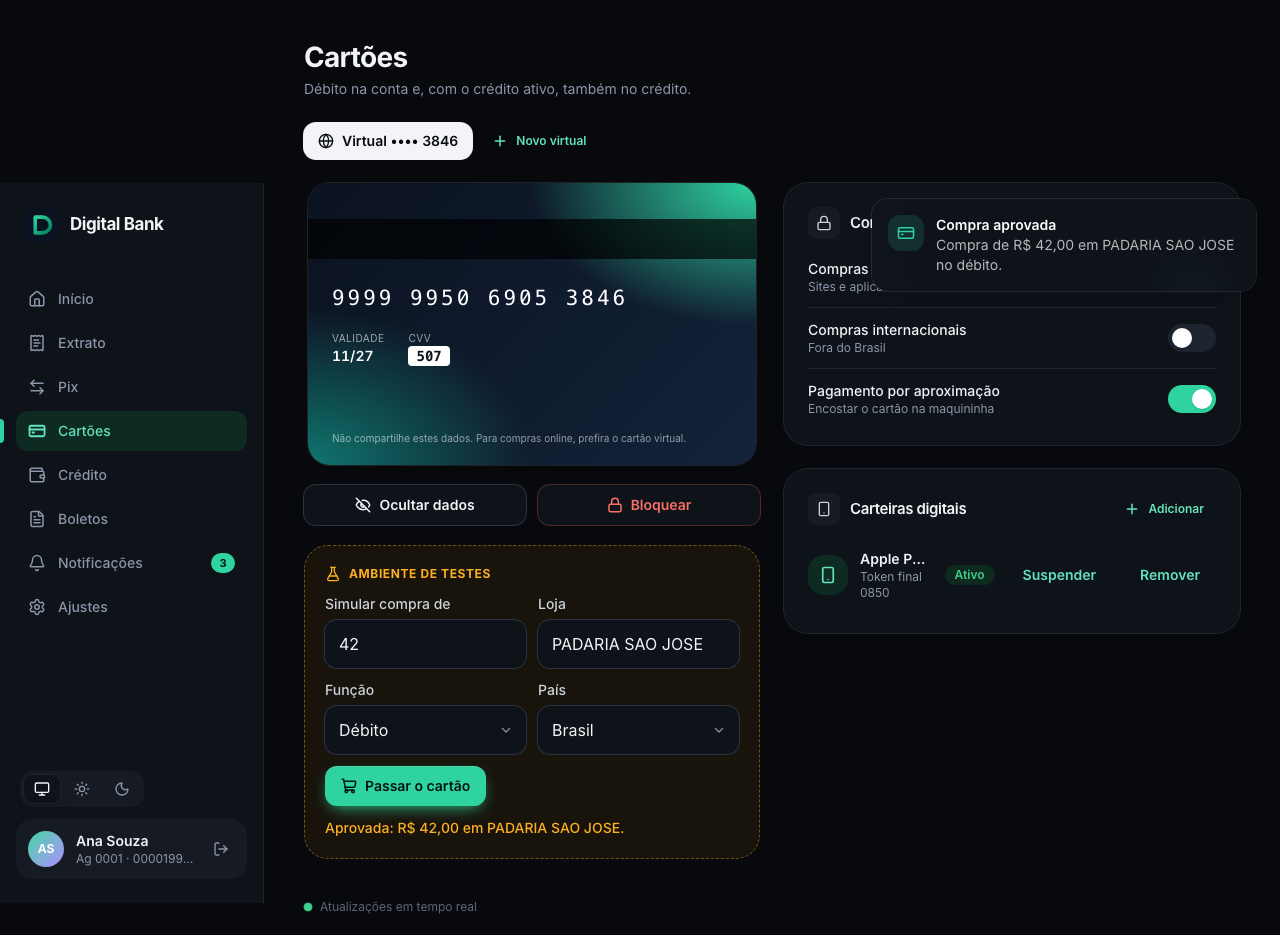 Cartões
Débito na conta e, com o crédito ativo, também no crédito.
Virtual •••• 3846
Novo virtual
Digital Bank
Início
Extrato
Pix
Cartões
Crédito
Boletos
Notificações
3
Ajustes
AS
Ana Souza
Ag 0001 · 0000199...
9999 9950 6905 3846
VALIDADE
CVV
11/27
507
Não compartilhe estes dados. Para compras online, prefira o cartão virtual.
Ocultar dados
Bloquear
AMBIENTE DE TESTES
Simular compra de
Loja
42
PADARIA SAO JOSE
Função
País
Débito
Brasil
Passar o cartão
Aprovada: R$ 42,00 em PADARIA SAO JOSE.
Atualizações em tempo real
Compra aprovada
Compra de R$ 42,00 em PADARIA SAO JOSE
no débito.
Compras
Sites e
Compras internacionais
Fora do Brasil
Pagamento por aproximação
Encostar o cartão na maquininha
Carteiras digitais
Adicionar
Apple P...
Token final
0850
Ativo
Suspender
Remover